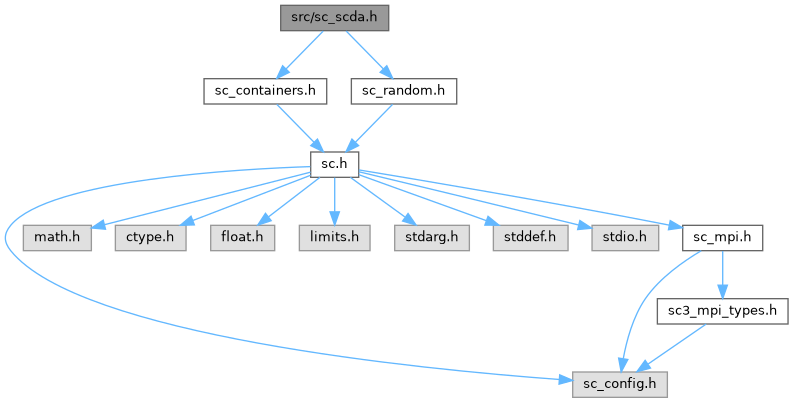 src/sc_scda.h
sc_containers.h
sc_random.h
sc.h
math.h
ctype.h
float.h
limits.h
stdarg.h
stddef.h
stdio.h
sc_mpi.h
sc3_mpi_types.h
sc_config.h